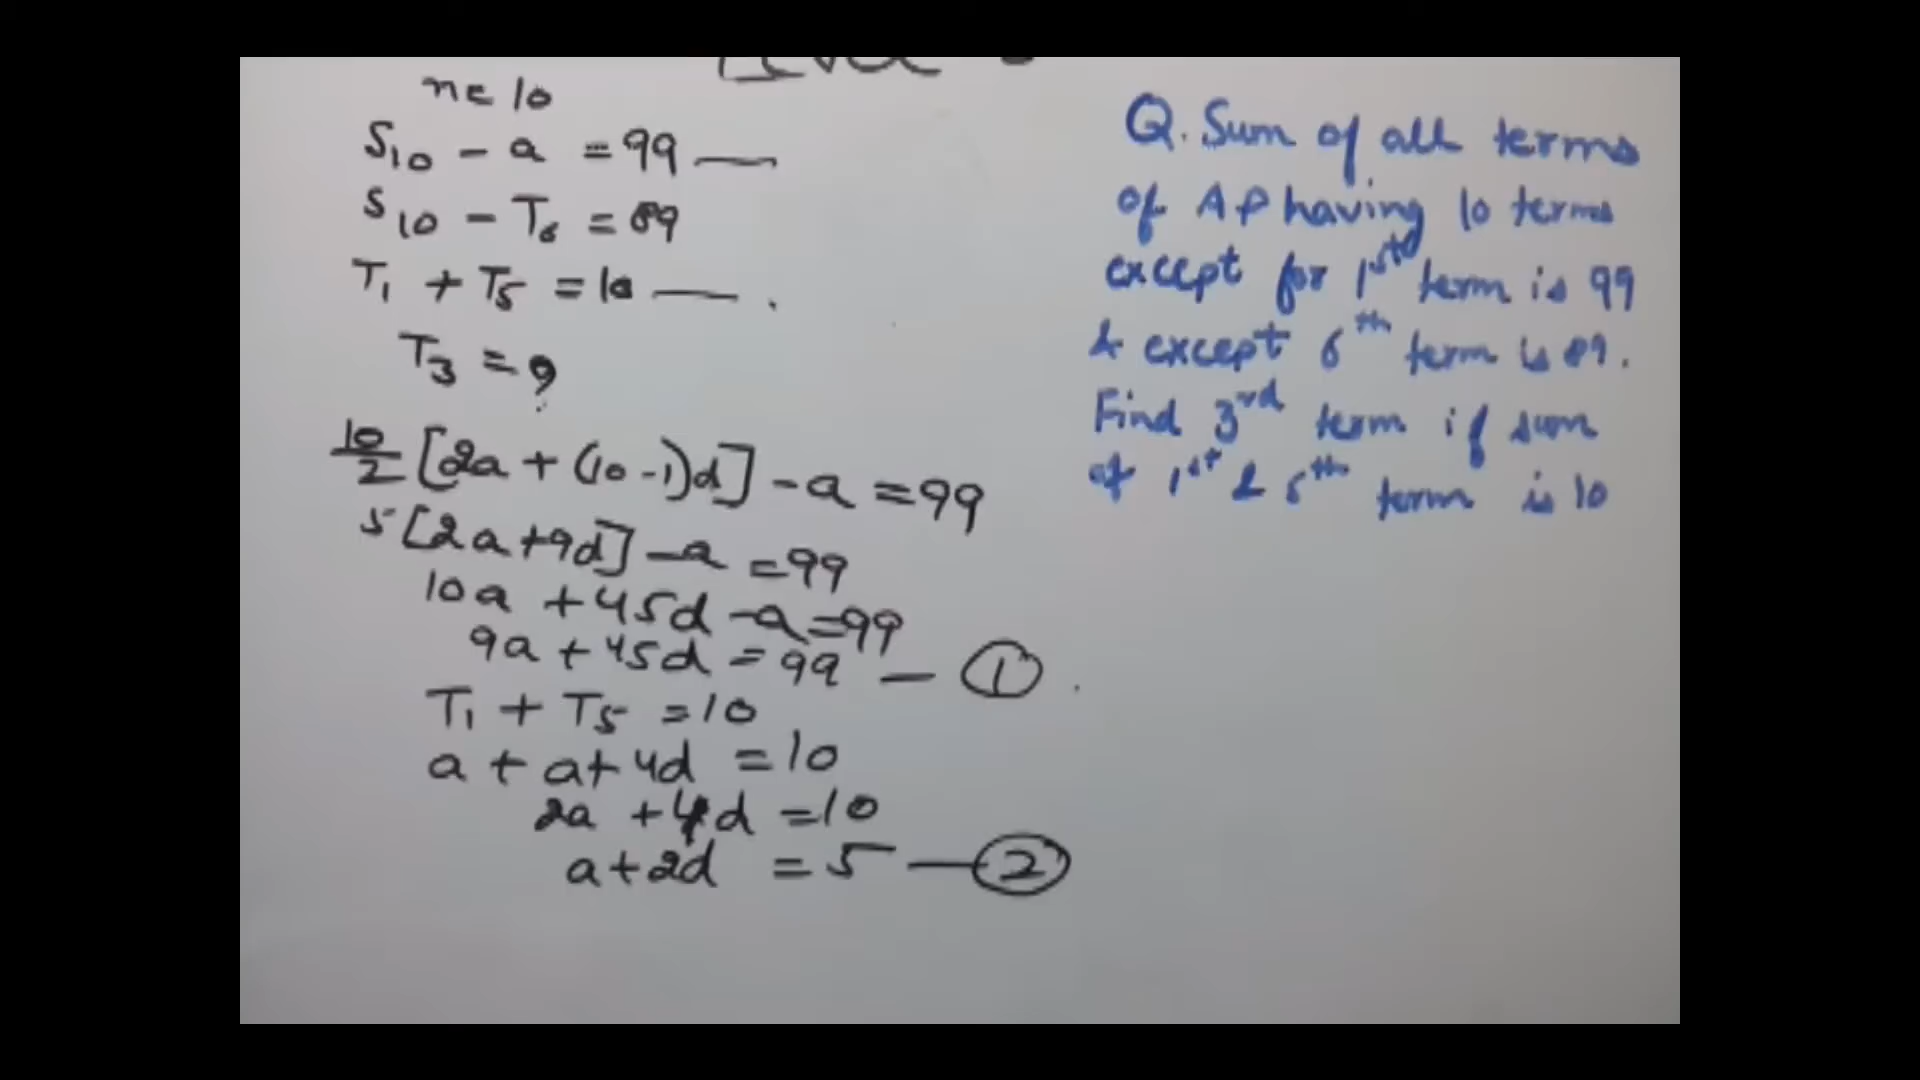 n = 10
S10 - a = 99
S10 - T6 = 89
T1 + T5 = 10
T3 = ?
10/2 [2a + (10-1)d] - a = 99
5 [2a + 9d] - a = 99
10a + 45d - a = 99
9a + 45d = 99 — ①
T1 + T5 = 10
a + a + 4d = 10
2a + 4d = 10
a + 2d = 5 — ②
Q. Sum of all terms
of AP having 10 terms
except for 1st term is 99
& except 6th term is 89.
Find 3rd term if sum
of 1st & 5th term is 10